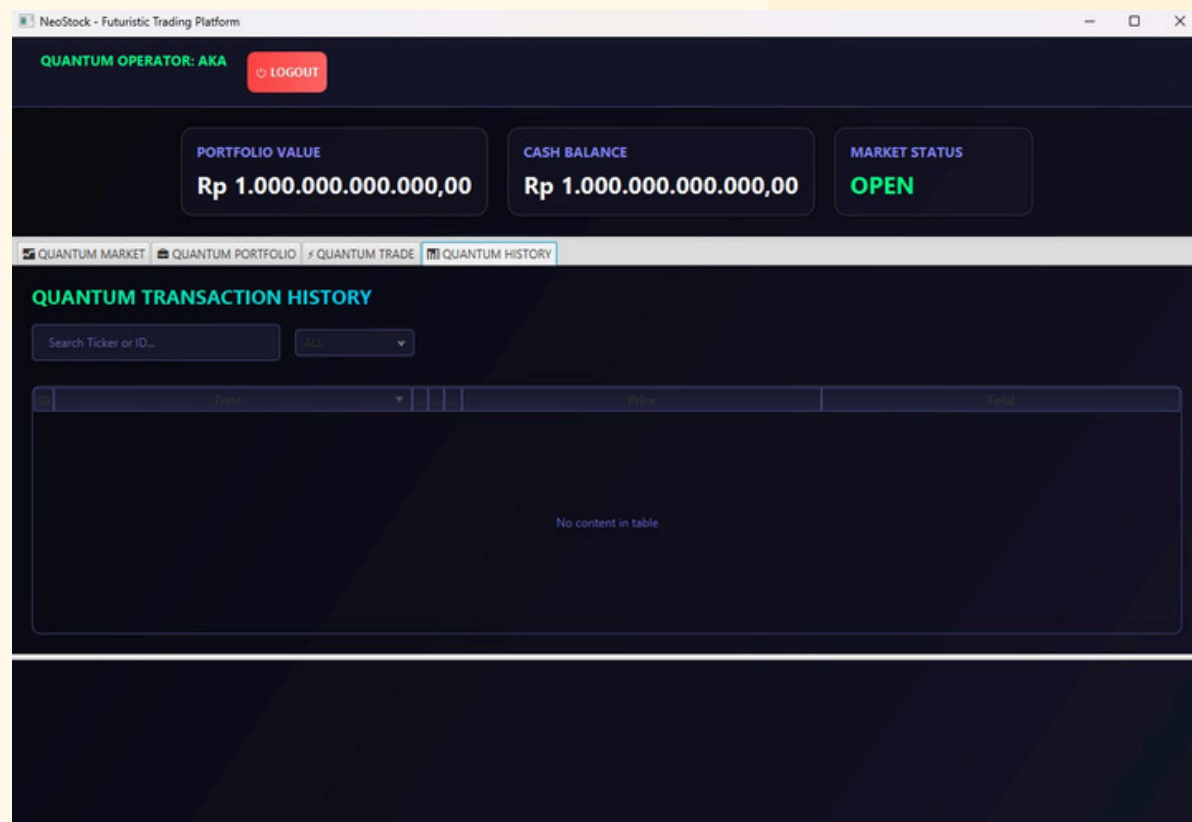 NeoStock - Futuristic Trading Platform
QUANTUM OPERATOR: AKA
LOGOUT
PORTFOLIO VALUE
Rp 1.000.000.000.000,00
CASH BALANCE
Rp 1.000.000.000.000,00
MARKET STATUS
OPEN
QUANTUM MARKET QUANTUM PORTFOLIO QUANTUM TRADE QUANTUM HISTORY
QUANTUM TRANSACTION HISTORY
Search Ticker or ID... ALL
ID Date ... ... ... Price Total
No content in table